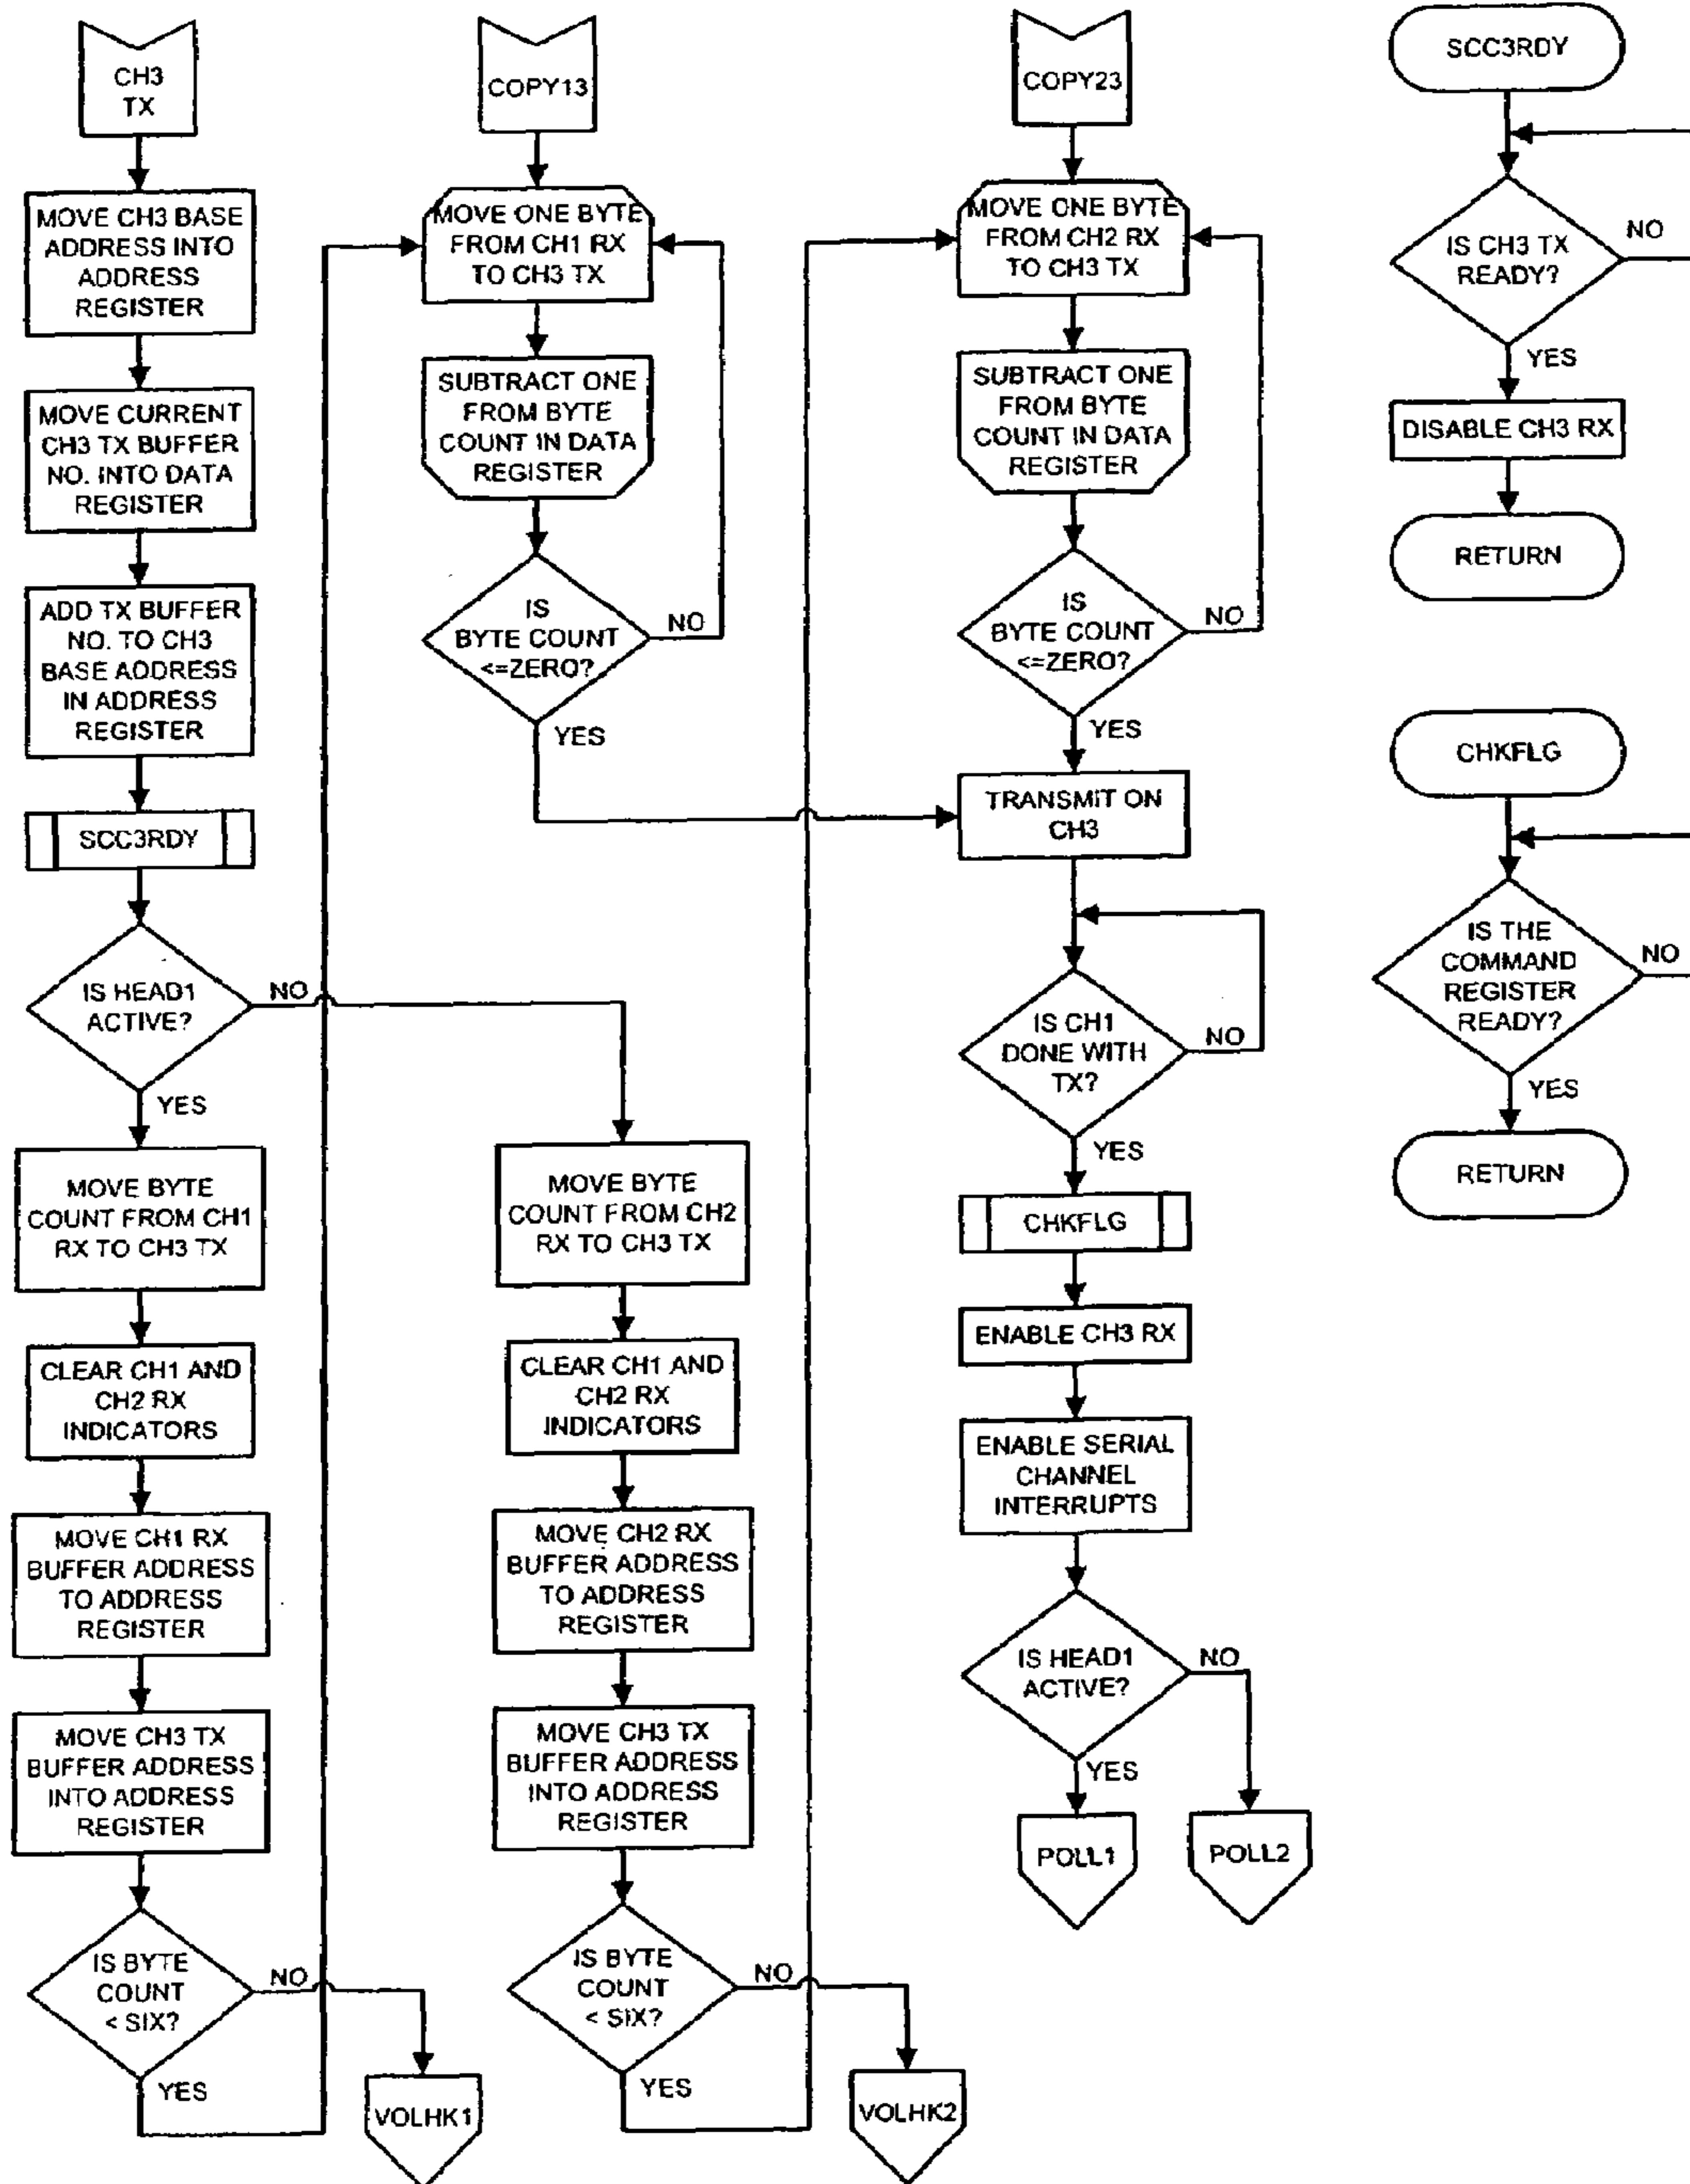 CH3
TX
MOVE CH3 BASE
ADDRESS INTO
ADDRESS
REGISTER
MOVE CURRENT
CH3 TX BUFFER
NO. INTO DATA
REGISTER
ADD TX BUFFER
NO. TO CH3
BASE ADDRESS
IN ADDRESS
REGISTER
SCC3RDY
IS HEAD1
ACTIVE?
NO
YES
MOVE BYTE
COUNT FROM CH1
RX TO CH3 TX
CLEAR CH1 AND
CH2 RX
INDICATORS
MOVE CH1 RX
BUFFER ADDRESS
TO ADDRESS
REGISTER
MOVE CH3 TX
BUFFER ADDRESS
INTO ADDRESS
REGISTER
IS BYTE
COUNT
< SIX?
NO
YES
VOLHK1
COPY13
MOVE ONE BYTE
FROM CH1 RX
TO CH3 TX
SUBTRACT ONE
FROM BYTE
COUNT IN DATA
REGISTER
IS
BYTE COUNT
<=ZERO?
NO
YES
MOVE BYTE
COUNT FROM CH2
RX TO CH3 TX
CLEAR CH1 AND
CH2 RX
INDICATORS
MOVE CH2 RX
BUFFER ADDRESS
TO ADDRESS
REGISTER
MOVE CH3 TX
BUFFER ADDRESS
INTO ADDRESS
REGISTER
IS BYTE
COUNT
< SIX?
NO
YES
VOLHK2
COPY23
MOVE ONE BYTE
FROM CH2 RX
TO CH3 TX
SUBTRACT ONE
FROM BYTE
COUNT IN DATA
REGISTER
IS
BYTE COUNT
<=ZERO?
NO
YES
TRANSMIT ON
CH3
IS CH1
DONE WITH
TX?
NO
YES
CHKFLG
ENABLE CH3 RX
ENABLE SERIAL
CHANNEL
INTERRUPTS
IS HEAD1
ACTIVE?
NO
YES
POLL1
POLL2
SCC3RDY
IS CH3 TX
READY?
NO
YES
DISABLE CH3 RX
RETURN
CHKFLG
IS THE
COMMAND
REGISTER
READY?
NO
YES
RETURN